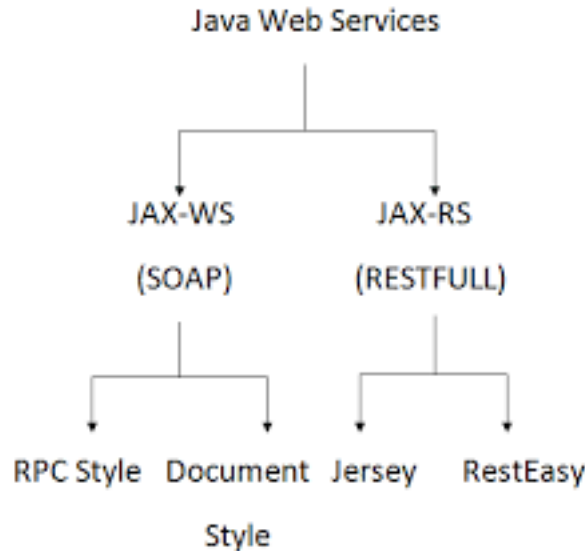 Java Web Services
JAX-WS JAX-RS
(SOAP) (RESTFULL)
RPC Style Document Jersey RestEasy
Style